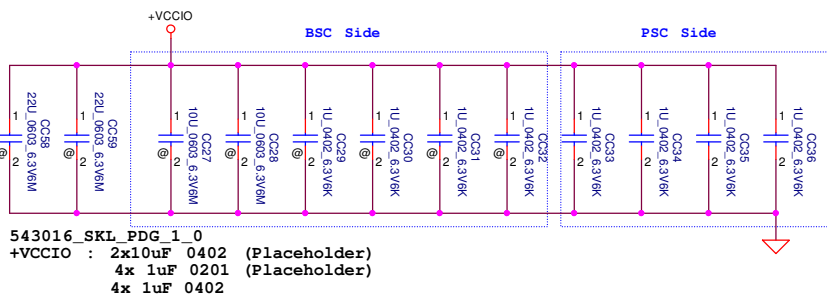 +VCCIO
BSC Side
PSC Side
1
22U_0603_6.3V6M
CC58
@
2
1
22U_0603_6.3V6M
CC59
@
2
1
10U_0603_6.3V6M
CC27
@
2
1
10U_0603_6.3V6M
CC28
@
2
1
1U_0402_6.3V6K
CC29
@
2
1
1U_0402_6.3V6K
CC30
@
2
1
1U_0402_6.3V6K
CC31
@
2
1
1U_0402_6.3V6K
CC32
@
2
1
1U_0402_6.3V6K
CC33
2
1
1U_0402_6.3V6K
CC34
2
1
1U_0402_6.3V6K
CC35
2
1
1U_0402_6.3V6K
CC36
2
543016_SKL_PDG_1_0
+VCCIO : 2x10uF 0402 (Placeholder)
4x 1uF 0201 (Placeholder)
4x 1uF 0402